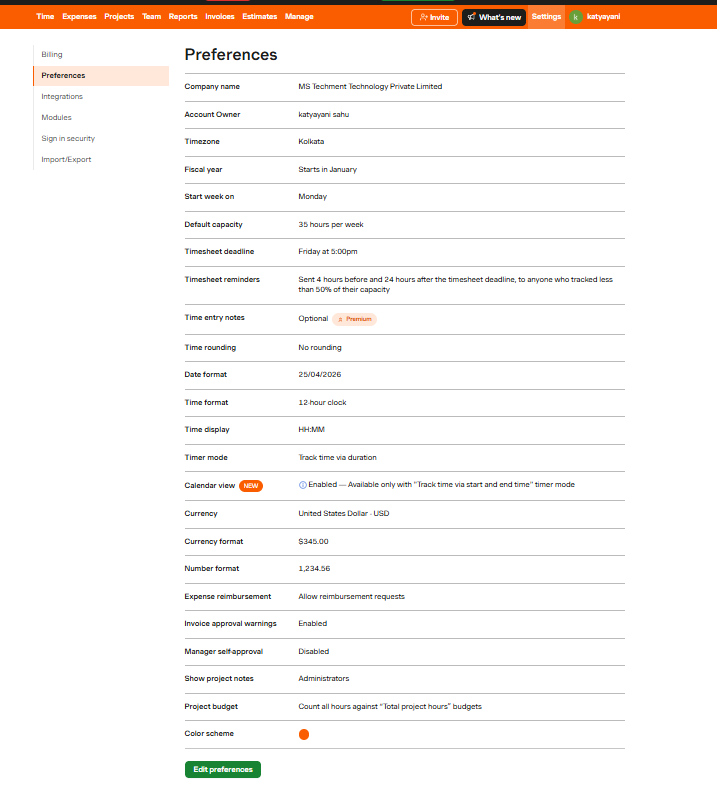 Time Expenses Projects Team Reports Invoices Estimates Manage Invite What's new Settings k katyayani
Billing
Preferences
Integrations
Modules
Sign in security
Import/Export
Preferences
Company name MS Techment Technology Private Limited
Account Owner katyayani sahu
Timezone Kolkata
Fiscal year Starts in January
Start week on Monday
Default capacity 35 hours per week
Timesheet deadline Friday at 5:00pm
Timesheet reminders Sent 4 hours before and 24 hours after the timesheet deadline, to anyone who tracked less
than 50% of their capacity
Time entry notes Optional Premium
Time rounding No rounding
Date format 25/04/2026
Time format 12-hour clock
Time display HH:MM
Timer mode Track time via duration
Calendar view NEW Enabled — Available only with "Track time via start and end time" timer mode
Currency United States Dollar - USD
Currency format $345.00
Number format 1,234.56
Expense reimbursement Allow reimbursement requests
Invoice approval warnings Enabled
Manager self-approval Disabled
Show project notes Administrators
Project budget Count all hours against “Total project hours” budgets
Color scheme
Edit preferences